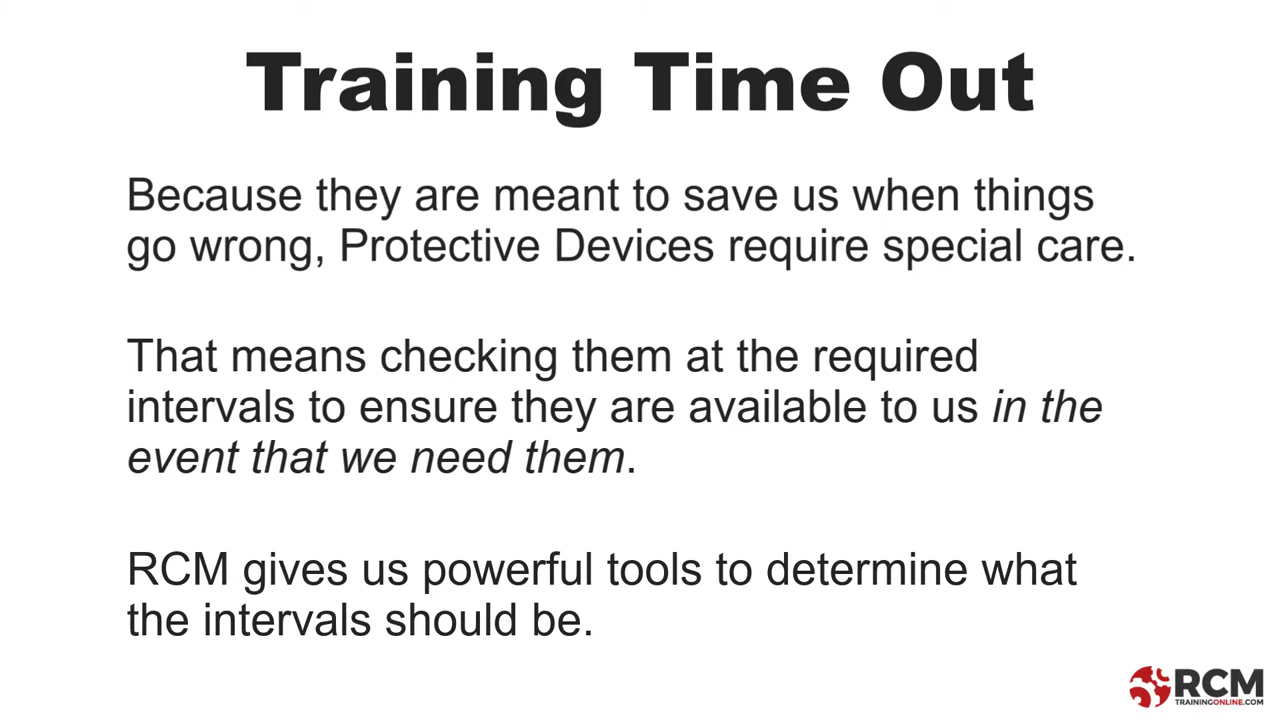 Training Time Out
Because they are meant to save us when things
go wrong, Protective Devices require special care.
That means checking them at the required
intervals to ensure they are available to us in the
event that we need them.
RCM gives us powerful tools to determine what
the intervals should be.
RCM
TRAININGONLINE.COM